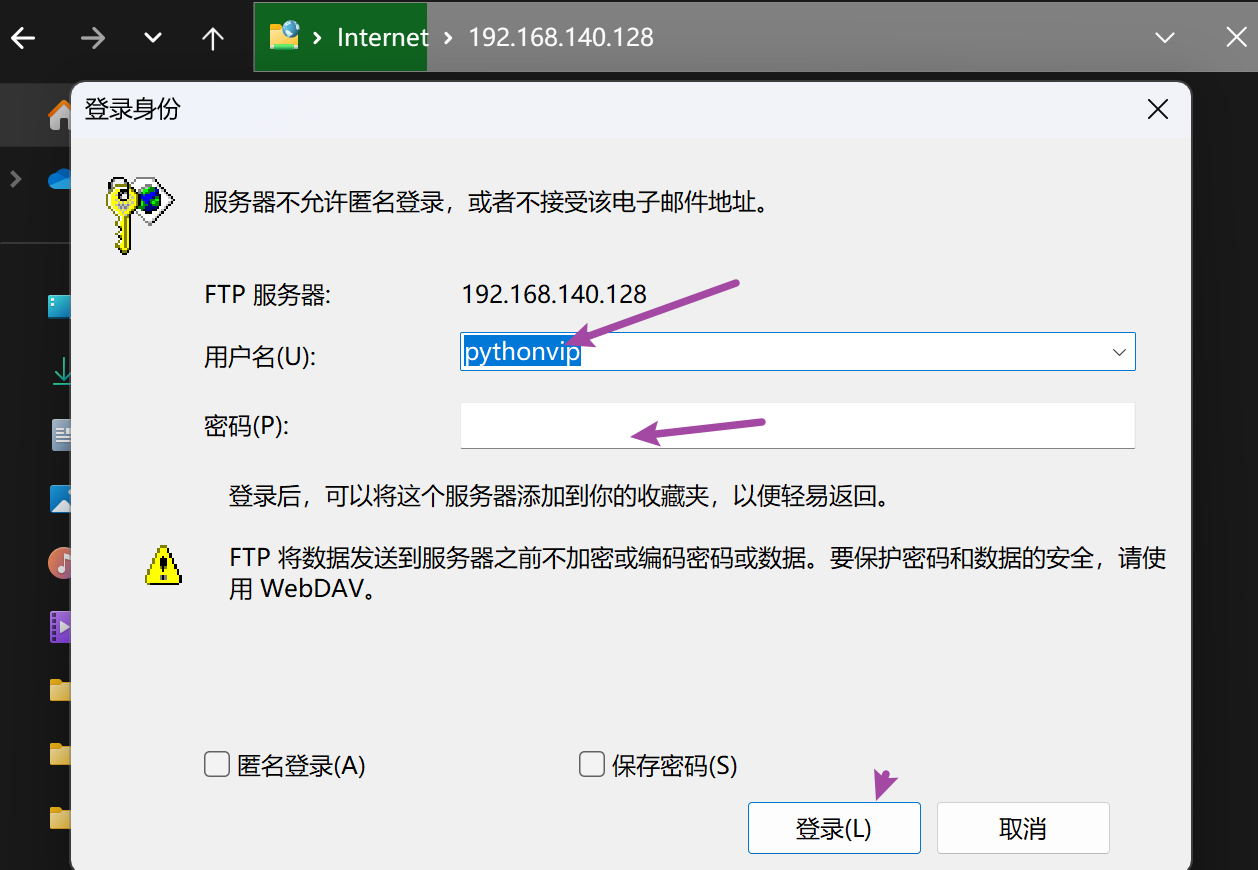 Internet 192.168.140.128
登录身份
服务器不允许匿名登录，或者不接受该电子邮件地址。
FTP 服务器: 192.168.140.128
用户名(U): pythonvip
密码(P):
登录后，可以将这个服务器添加到你的收藏夹，以便轻易返回。
FTP 将数据发送到服务器之前不加密或编码密码或数据。要保护密码和数据的安全，请使
用 WebDAV。
匿名登录(A) 保存密码(S)
登录(L) 取消